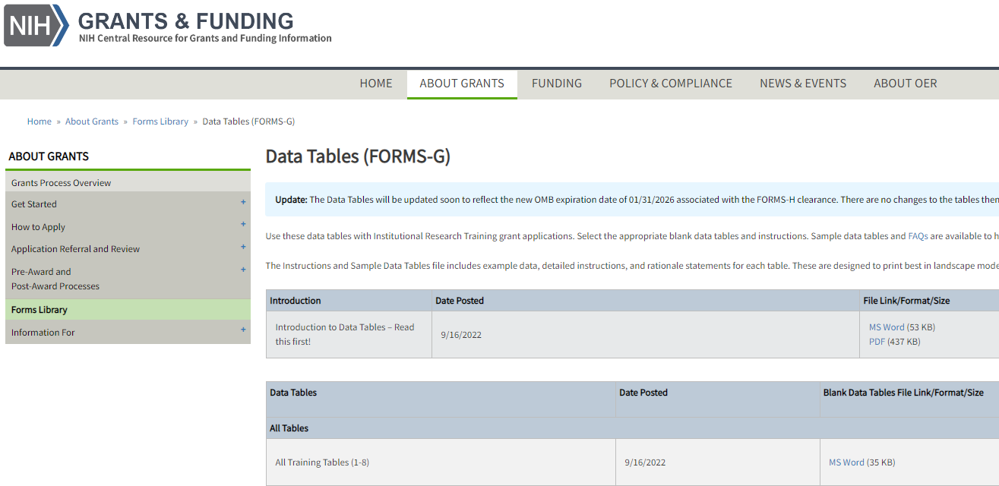 NIH
GRANTS & FUNDING
NIH Central Resource for Grants and Funding Information
HOME ABOUT GRANTS FUNDING POLICY & COMPLIANCE NEWS & EVENTS ABOUT OER
Home » About Grants » Forms Library » Data Tables (FORMS-G)
ABOUT GRANTS
Grants Process Overview
Get Started +
How to Apply +
Application Referral and Review +
Pre-Award and +
Post-Award Processes
Forms Library
Information For +
Data Tables (FORMS-G)
Update: The Data Tables will be updated soon to reflect the new OMB expiration date of 01/31/2026 associated with the FORMS-H clearance. There are no changes to the tables then
Use these data tables with Institutional Research Training grant applications. Select the appropriate blank data tables and instructions. Sample data tables and FAQs are available to h
The Instructions and Sample Data Tables file includes example data, detailed instructions, and rationale statements for each table. These are designed to print best in landscape mode
Introduction Date Posted File Link/Format/Size
Introduction to Data Tables – Read
this first!
9/16/2022
MS Word (53 KB)
PDF (437 KB)
Data Tables Date Posted Blank Data Tables File Link/Format/Size
All Tables
All Training Tables (1-8) 9/16/2022 MS Word (35 KB)